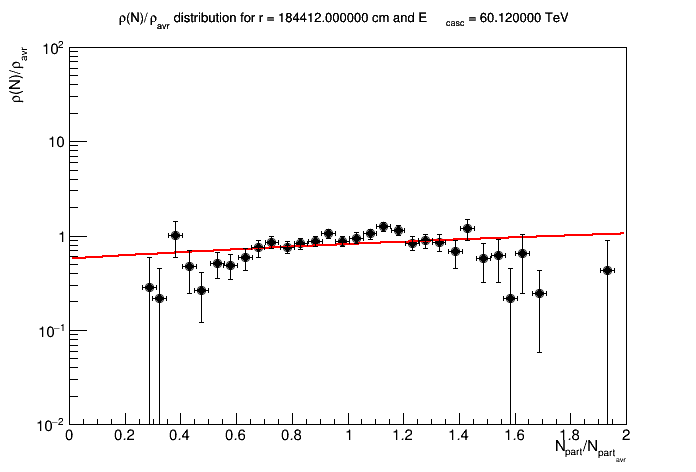 ρ(N)/ρavr distribution for r = 184412.000000 cm and Ecasc = 60.120000 TeV
ρ(N)/ρavr
10²
10
1
10⁻¹
10⁻²
0 0.2 0.4 0.6 0.8 1 1.2 1.4 1.6 1.8 2
Npart/Npartavr